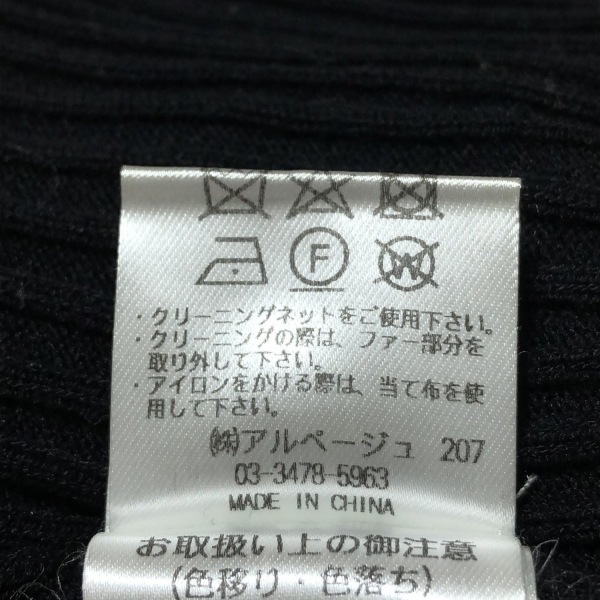 F W
・クリーニングネットをご使用下さい。
・クリーニングの際は、ファー部分を
取り外して下さい。
・アイロンをかける際は、当て布を使
用して下さい。
㈱アルページュ 207
03-3478-5963
MADE IN CHINA
お取扱い上の御注意
(色移り・色落ち)